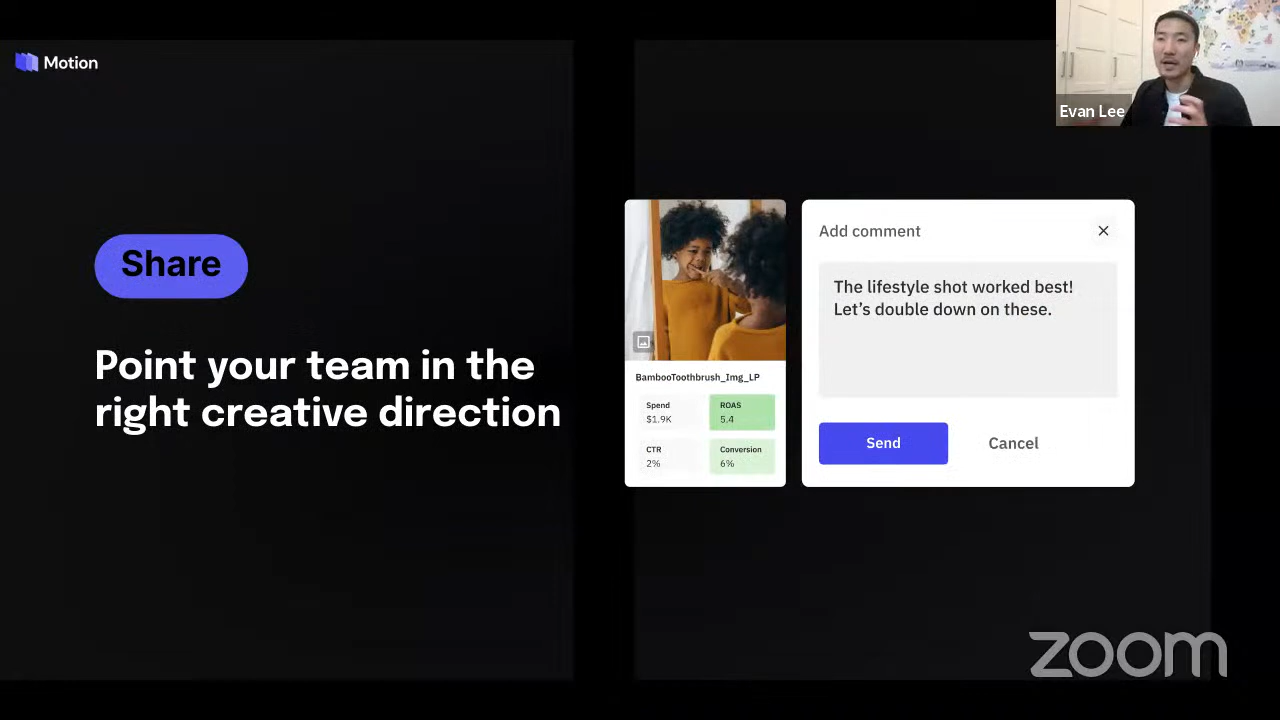 Motion
Evan Lee
Share
Point your team in the
right creative direction
BambooToothbrush_Img_LP
Spend
$1.9K
ROAS
5.4
CTR
2%
Conversion
6%
Add comment
The lifestyle shot worked best!
Let’s double down on these.
Send
Cancel
zoom